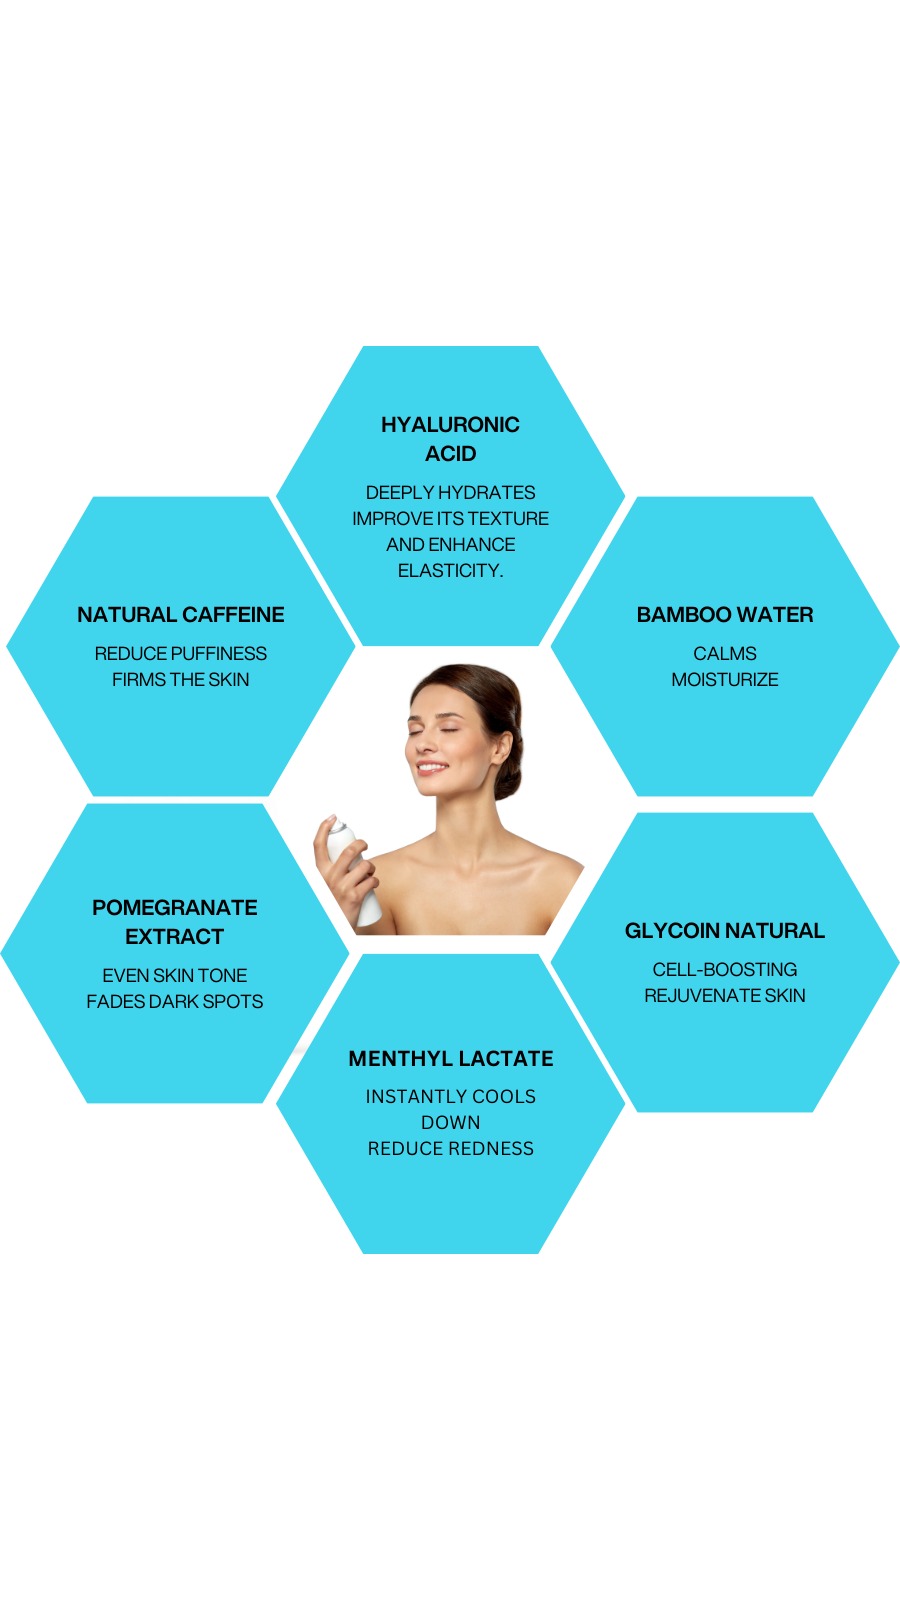 HYALURONIC
ACID
DEEPLY HYDRATES
IMPROVE ITS TEXTURE
AND ENHANCE
ELASTICITY.
NATURAL CAFFEINE
REDUCE PUFFINESS
FIRMS THE SKIN
BAMBOO WATER
CALMS
MOISTURIZE
POMEGRANATE
EXTRACT
EVEN SKIN TONE
FADES DARK SPOTS
GLYCOIN NATURAL
CELL-BOOSTING
REJUVENATE SKIN
MENTHYL LACTATE
INSTANTLY COOLS
DOWN
REDUCE REDNESS